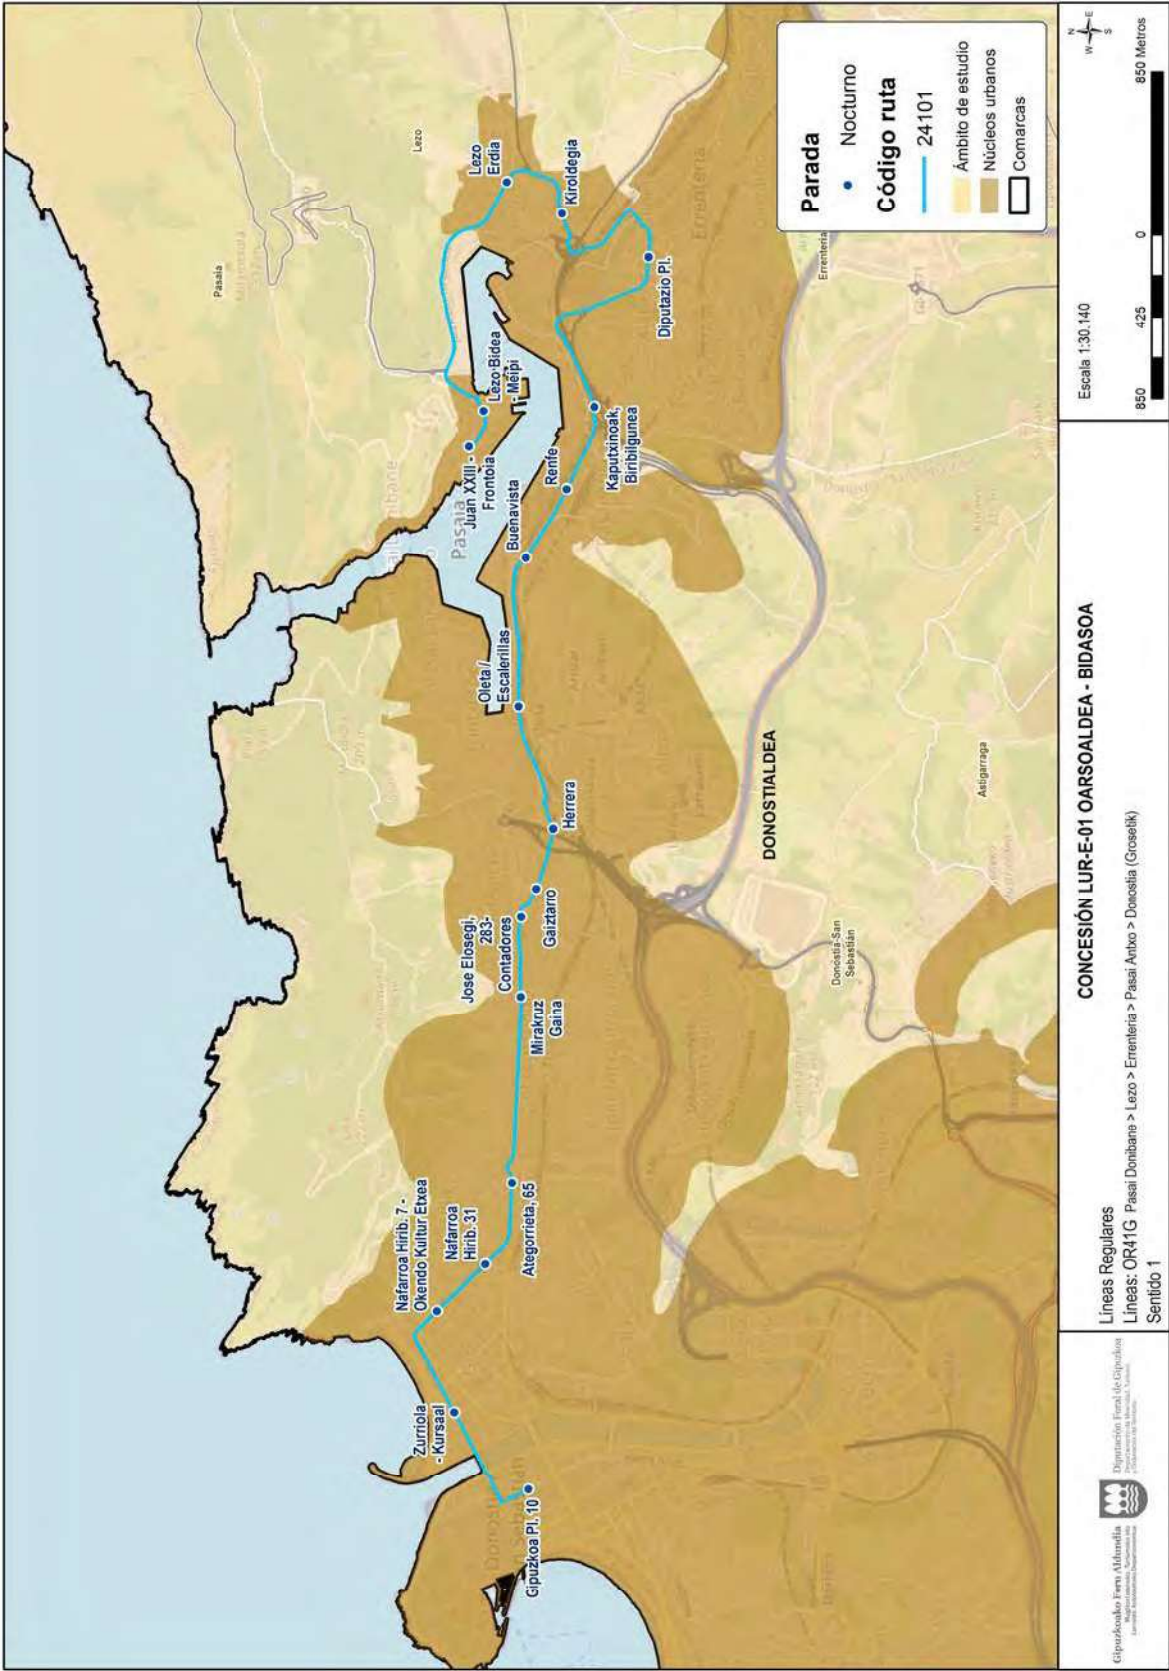 Pasaia
Lezo
Lezo
Erdia
Kiroldegia
Lezo Bidea
- Meipi
Juan XXIII -
Frontoia
Pasaia
Diputazio Pl.
Errenteria
Errenteria
Kaputxinoak,
Biribilgunea
Renfe
Buenavista
Oleta /
Escalerillas
Herrera
Gaiztarro
Jose Elosegi,
283-
Contadores
Mirakruz
Gaina
Ategorrieta, 65
Nafarroa
Hirib. 31
Nafarroa Hirib. 7 -
Okendo Kultur Etxea
Zurriola
- Kursaal
Gipuzkoa Pl. 10
DONOSTIALDEA
Donostia-San
Sebastián
Astigarraga
Parada
Nocturno
Código ruta
24101
Ámbito de estudio
Núcleos urbanos
Comarcas
N
W
E
S
Escala 1:30.140
850
425
0
850 Metros
CONCESIÓN LUR-E-01 OARSOALDEA - BIDASOA
Líneas Regulares
Líneas: OR41G Pasai Donibane > Lezo > Errenteria > Pasai Antxo > Donostia (Grosetik)
Sentido 1
Gipuzkoako Foru Aldundia
Diputación Foral de Gipuzkoa